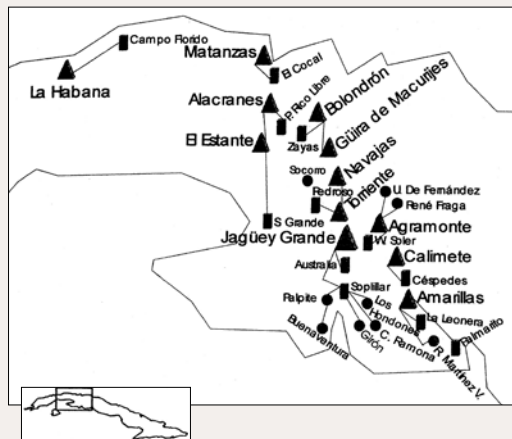 Campo Florido
Matanzas
El Cocal
La Habana
P. Rico Libre
Alacranes
Bolondrón
El Estante
Zayas
Güira de Macurijes
Socorro
Navajas
Pedroso
Torriente
U. De Fernández
René Fraga
S Grande
Agramonte
Jagüey Grande
W. Soler
Calimete
Australia
Céspedes
Soplillar
Amarillas
Palpite
Los
Hondones
La Leonera
Buenaventura
Girón
C. Ramona
R. Martínez V.
Palmarito